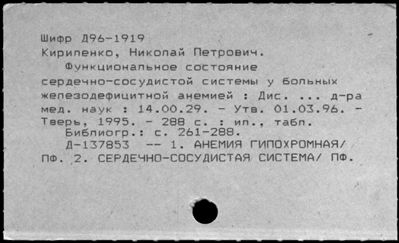 Шифр Д96-1919
Кириленко, Николай Петрович.
Функциональное состояние
сердечно-сосудистой системы у больных
железодефицитной анемией : Дис. ... д-ра
мед. наук : 14.00.29. - Утв. 01.03.96. -
Тверь, 1995. - 288 с. : ил., табл.
Библиогр.: с. 261-288.
Д-137853 -- 1. АНЕМИЯ ГИПОХРОМНАЯ/
ПФ. 2. СЕРДЕЧНО-СОСУДИСТАЯ СИСТЕМА/ ПФ.